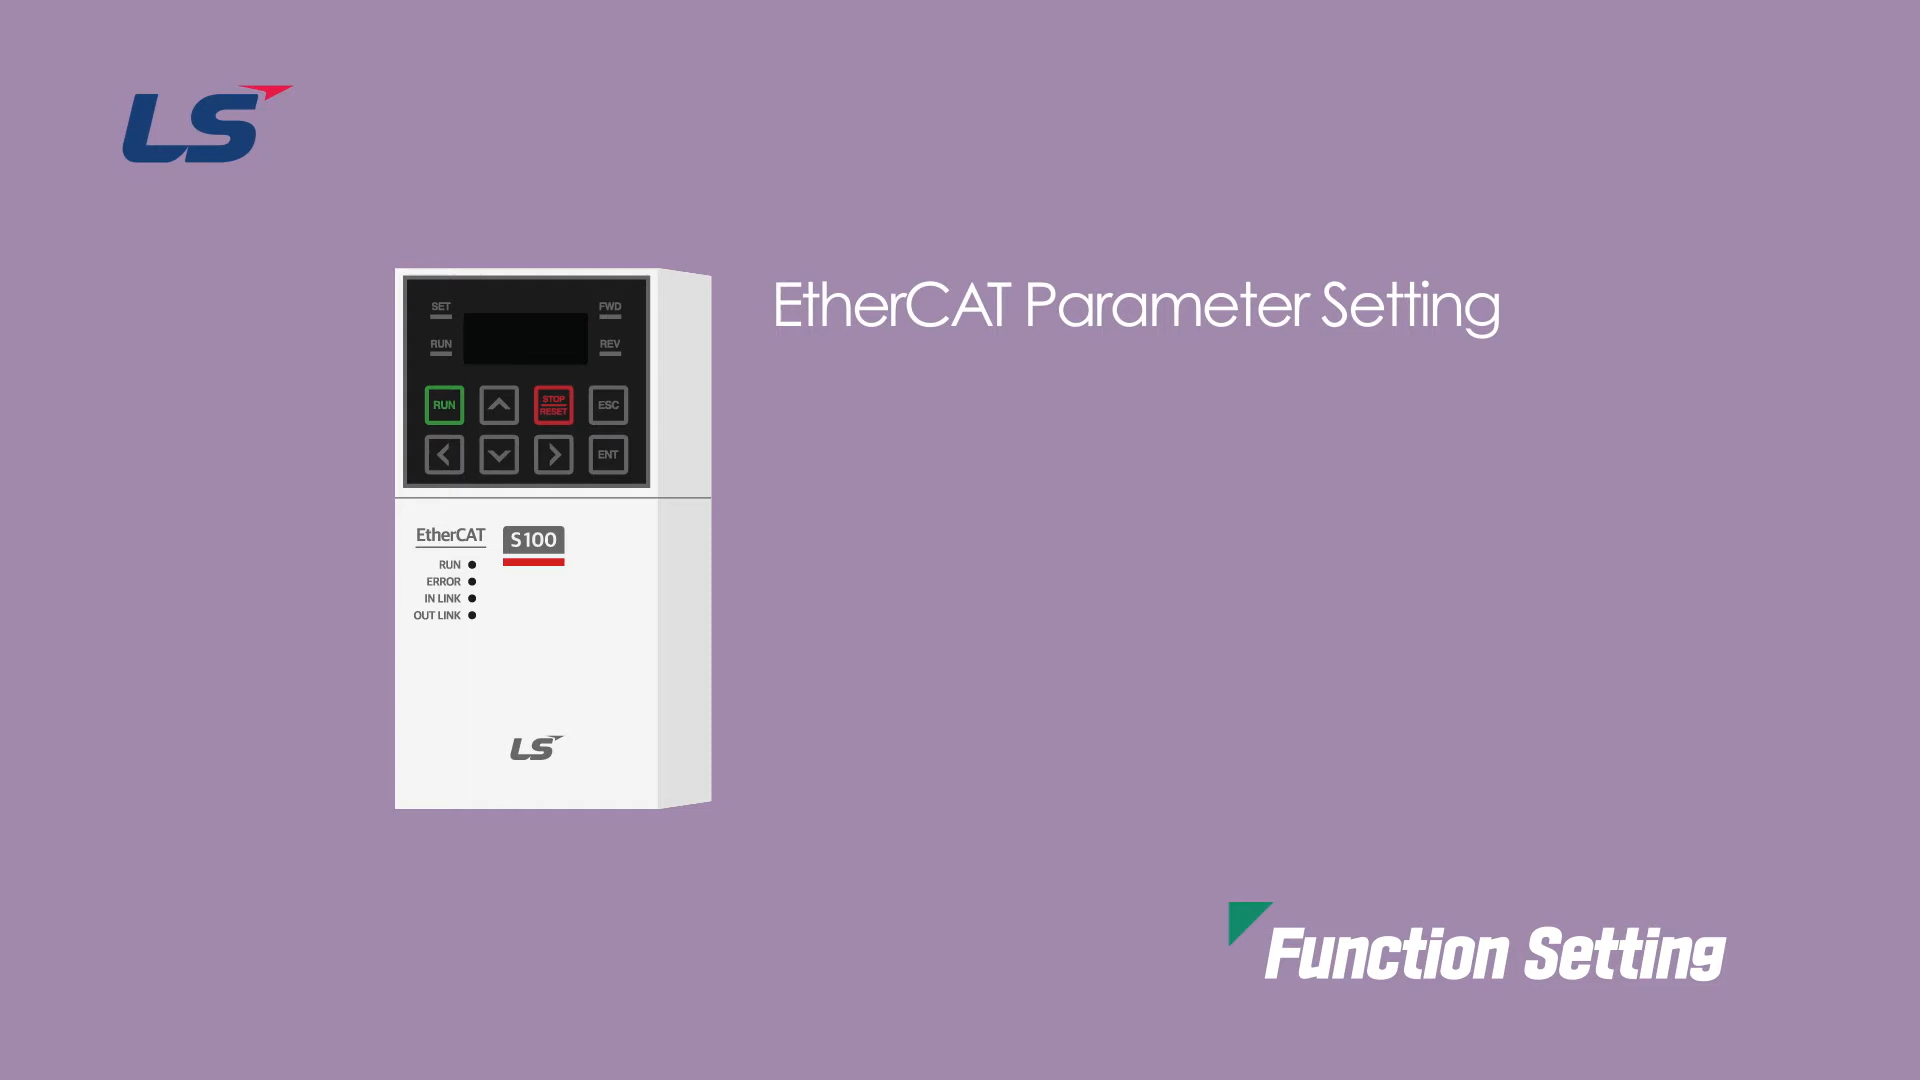 LS
EtherCAT Parameter Setting
SET
FWD
RUN
REV
RUN
STOP
RESET
ESC
ENT
EtherCAT
S100
RUN
ERROR
IN LINK
OUT LINK
LS
Function Setting